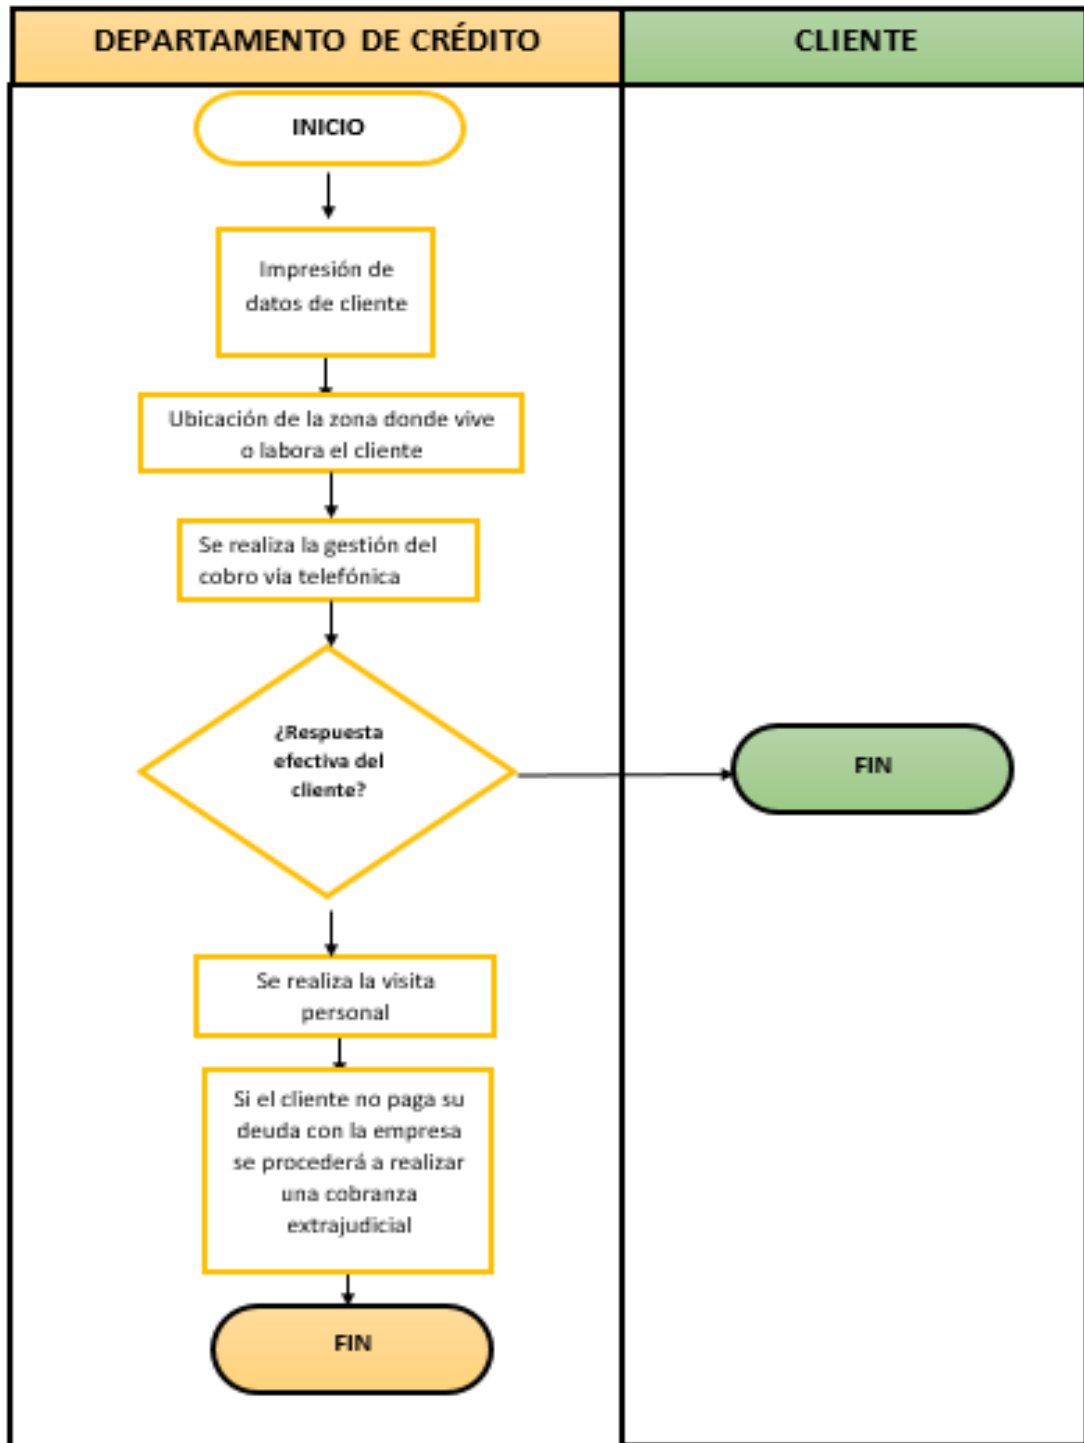 DEPARTAMENTO DE CRÉDITO
CLIENTE
INICIO
Impresión de
datos de cliente
Ubicación de la zona donde vive
o labora el cliente
Se realiza la gestión del
cobro vía telefónica
¿Respuesta
efectiva del
cliente?
FIN
Se realiza la visita
personal
Si el cliente no paga su
deuda con la empresa
se procederá a realizar
una cobranza
extrajudicial
FIN